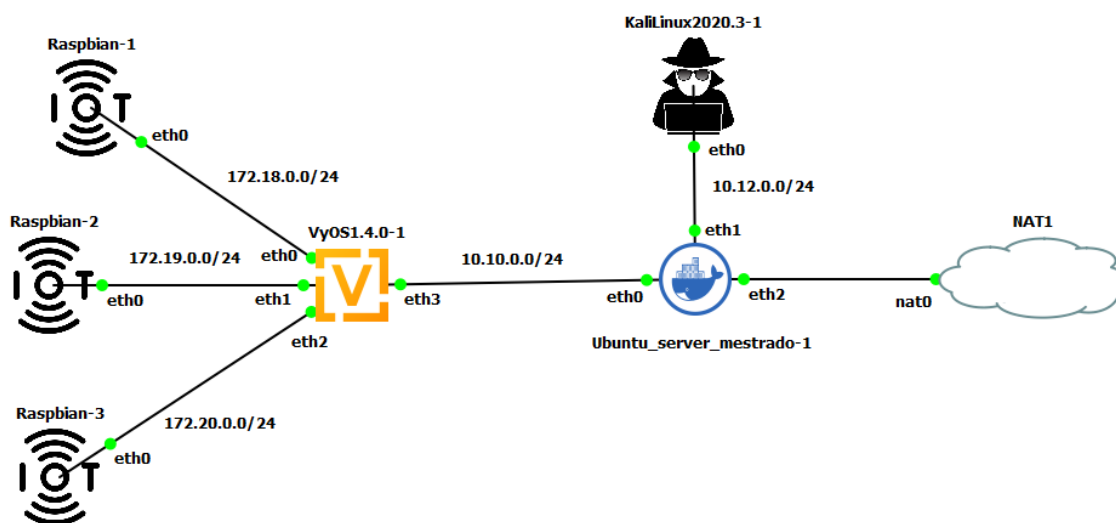 KaliLinux2020.3-1
Raspbian-1
I O T
eth0
eth0
172.18.0.0/24
10.12.0.0/24
Raspbian-2
VyOS1.4.0-1
eth1
NAT1
172.19.0.0/24
eth0
10.10.0.0/24
I O T
V
eth0
eth1
eth3
eth0
eth2
nat0
eth2
Ubuntu_server_mestrado-1
Raspbian-3
172.20.0.0/24
eth0
I O T